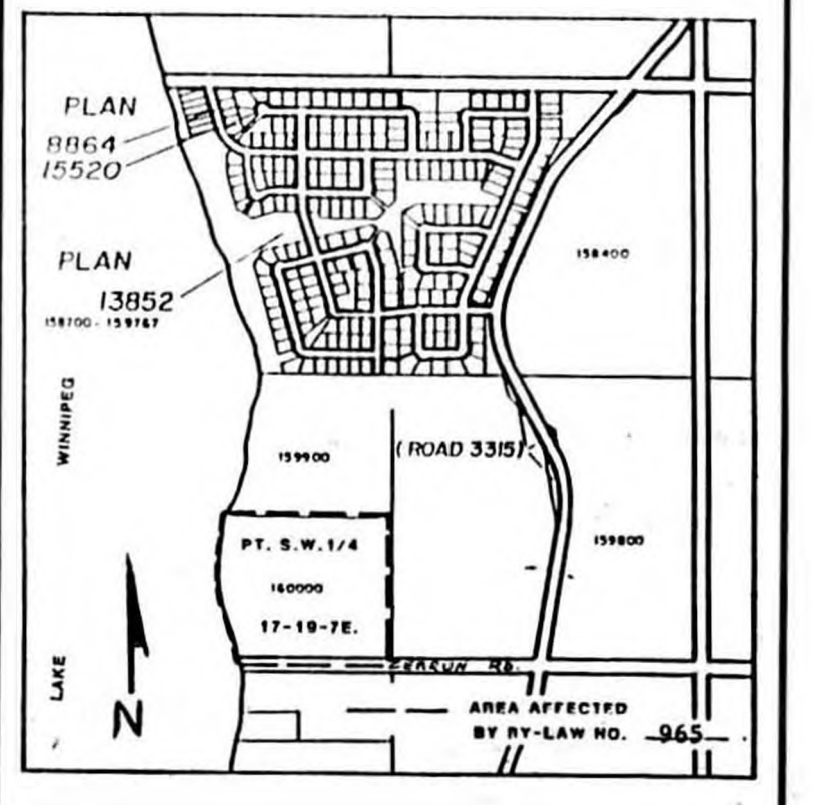 PLAN
8864
15520
PLAN
13852
158700 - 159767
158400
WINNIPEG
LAKE
159900
(ROAD 3315)
PT. S.W. 1/4
160000
17-19-7E.
159800
RD.
N
AREA AFFECTED
BY BY-LAW NO. 965